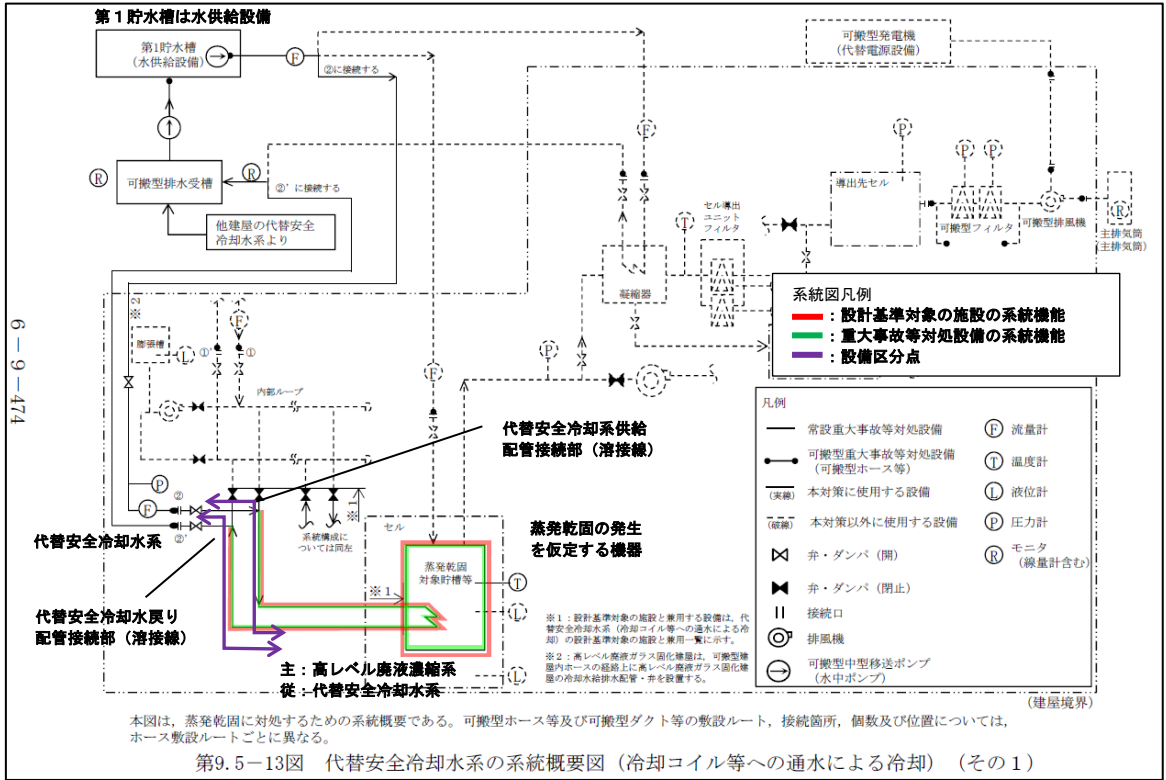 第１貯水槽は水供給設備
第1貯水槽
(水供給設備)
F
②に接続する
可搬型発電機
(代替電源設備)
F
P
P
P
R
可搬型排水受槽
R
②’に接続する
他建屋の代替安全
冷却水系より
導出先セル
セル導出
ユニット
フィルタ
T
可搬型フィルタ
可搬型排風機
R
主排気筒
(主排気筒)
凝縮器
系統図凡例
：設計基準対象の施設の系統機能
：重大事故等対処設備の系統機能
：設備区分点
※2
膨張槽
L
①’
F
①
内部ループ
F
P
6－9－474
代替安全冷却系供給
配管接続部（溶接線）
P
F
②
②’
※1
系統構成に
ついては同左
代替安全冷却水系
代替安全冷却水戻り
配管接続部（溶接線）
セル
蒸発乾固
対象貯槽等
※1
T
L
L
蒸発乾固の発生
を仮定する機器
主：高レベル廃液濃縮系
従：代替安全冷却水系
※1：設計基準対象の施設と兼用する設備は，代
替安全冷却水系（冷却コイル等への通水による冷
却）の設計基準対象の施設と兼用一覧に示す。
※2：高レベル廃液ガラス固化建屋は，可搬型建
屋内ホースの経路上に高レベル廃液ガラス固化建
屋の冷却水給排水配管・弁を設置する。
凡例
常設重大事故等対処設備
可搬型重大事故等対処設備
（可搬型ホース等）
(実線)
本対策に使用する設備
(破線)
本対策以外に使用する設備
弁・ダンパ（開）
弁・ダンパ（閉止）
接続口
排風機
可搬型中型移送ポンプ
（水中ポンプ）
F 流量計
T 温度計
L 液位計
P 圧力計
R モニタ
（線量計含む）
(建屋境界)
本図は，蒸発乾固に対処するための系統概要である。可搬型ホース等及び可搬型ダクト等の敷設ルート，接続箇所，個数及び位置については，
ホース敷設ルートごとに異なる。
第9.5－13図　代替安全冷却水系の系統概要図（冷却コイル等への通水による冷却）（その１）